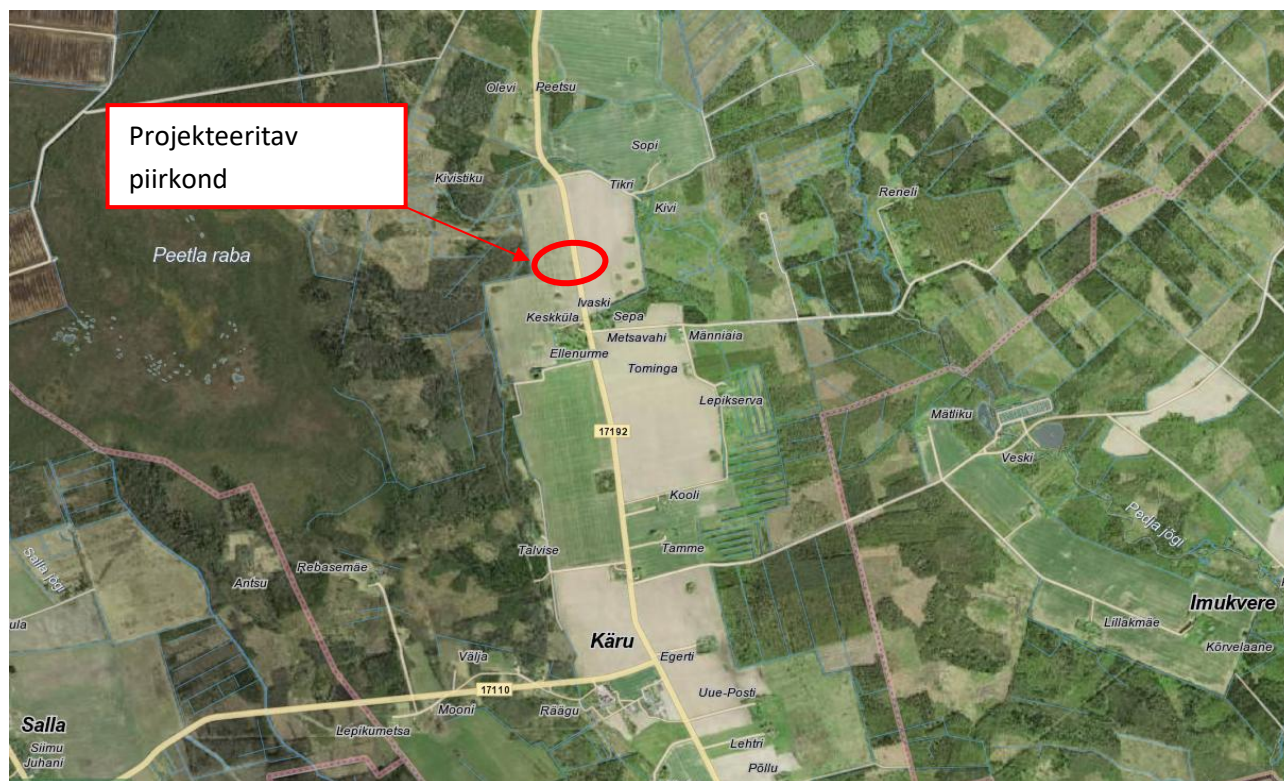 Olevi
Peetsu
Projekteeritav
piirkond
Sopi
Kivistiku
Tikri
Kivi
Reneli
Peetla raba
Ivaski
Keskküla
Sepa
Metsavahi
Männiaia
Ellenurme
Tominga
Lepikserva
Mätliku
17192
Veski
Kooli
Pedja jõgi
Talvise
Tamme
Salla jõgi
Rebasemäe
Antsu
Imukvere
ula
Lillakmäe
Käru
Kõrvelaane
Välja
Egerti
17110
Uue-Posti
Mooni
Räägu
Salla
Lepikumetsa
Siimu
Juhani
Lehtri
Põllu